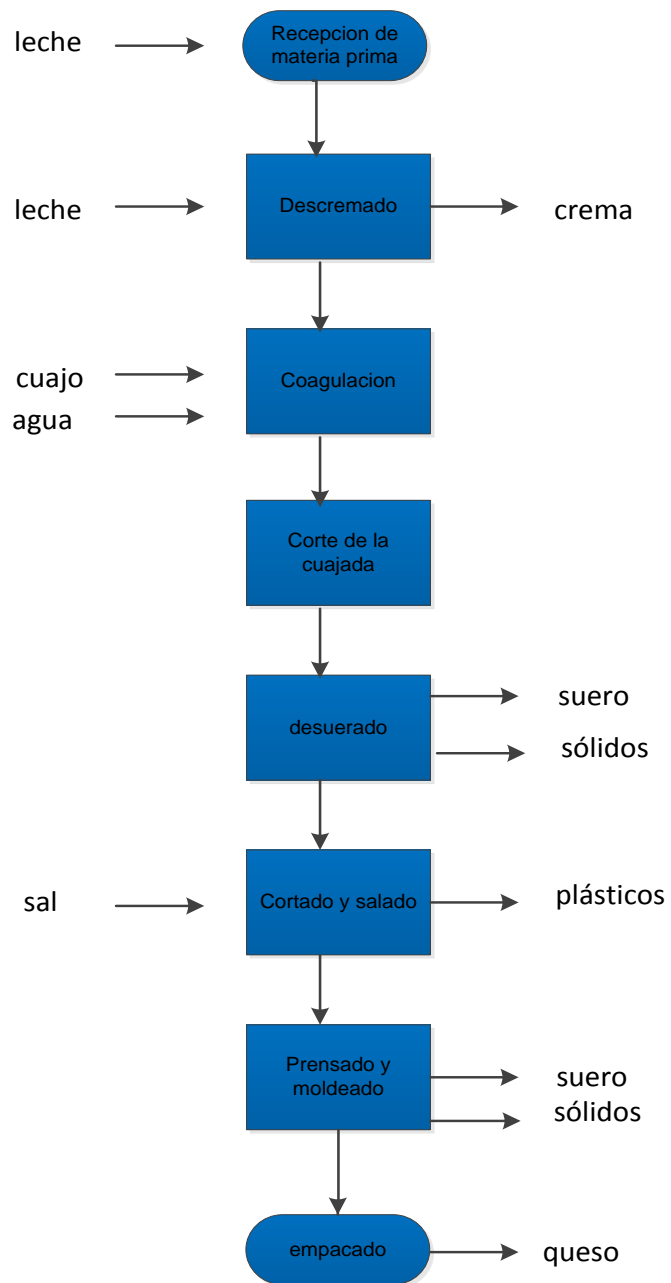 leche
Recepcion de
materia prima
leche
Descremado
crema
cuajo
agua
Coagulacion
Corte de la
cuajada
desuerado
suero
sólidos
sal
Cortado y salado
plásticos
Prensado y
moldeado
suero
sólidos
empacado
queso